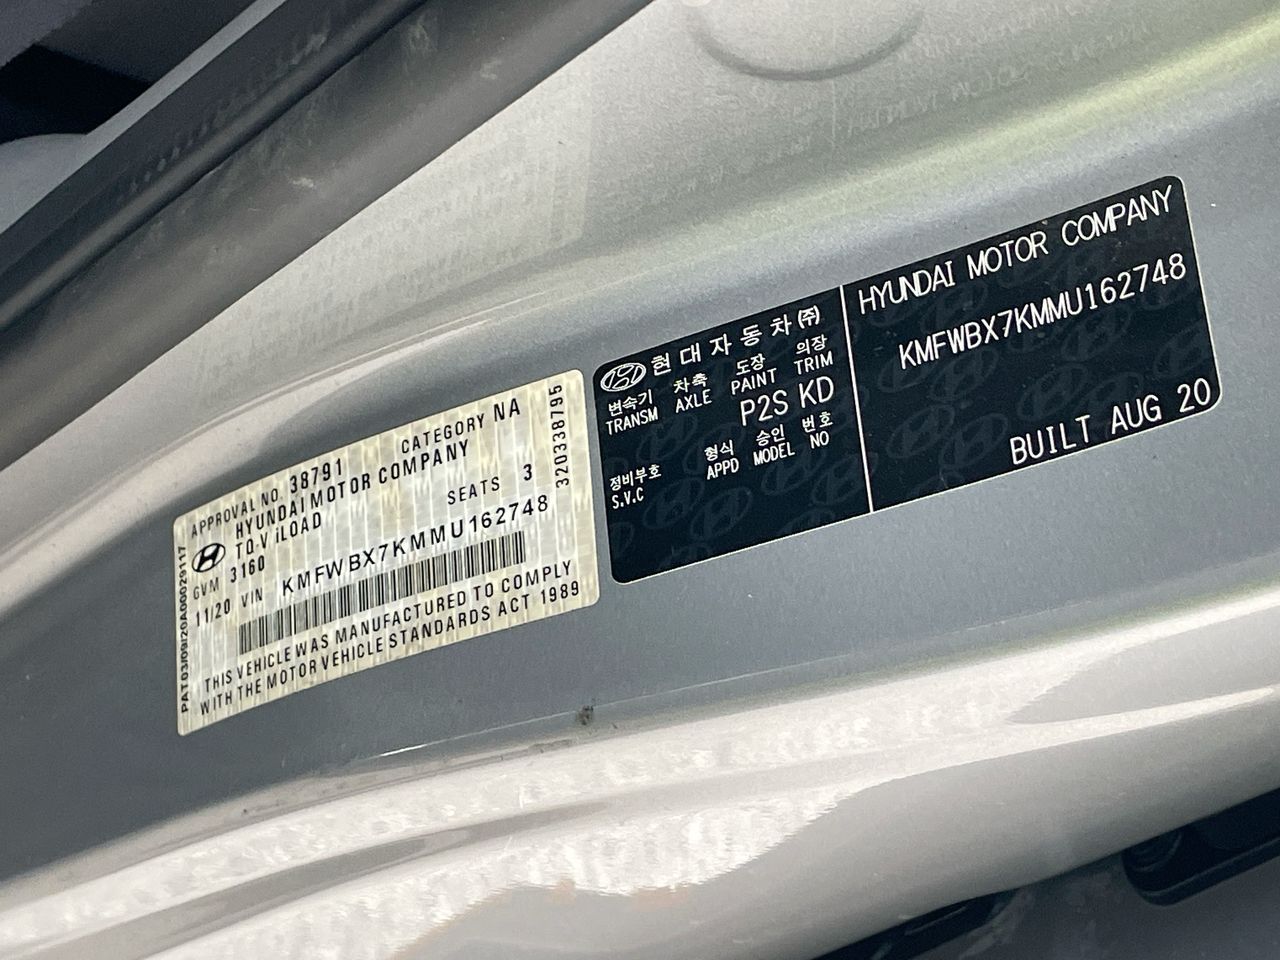 APPROVAL NO. 38791 CATEGORY NA
HYUNDAI MOTOR COMPANY
TQ-V iLOAD
GVM 3160 SEATS 3
11/20 VIN KMFWBX7KMMU162748
THIS VEHICLE WAS MANUFACTURED TO COMPLY
WITH THE MOTOR VEHICLE STANDARDS ACT 1989
PAT03/09/20A00029117
320338795
현대자동차(주)
변속기 차축 도장 의장
TRANSM AXLE PAINT TRIM
P2S KD
정비부호 형식 승인 번호
S.V.C APPD MODEL NO
HYUNDAI MOTOR COMPANY
KMFWBX7KMMU162748
BUILT AUG 20